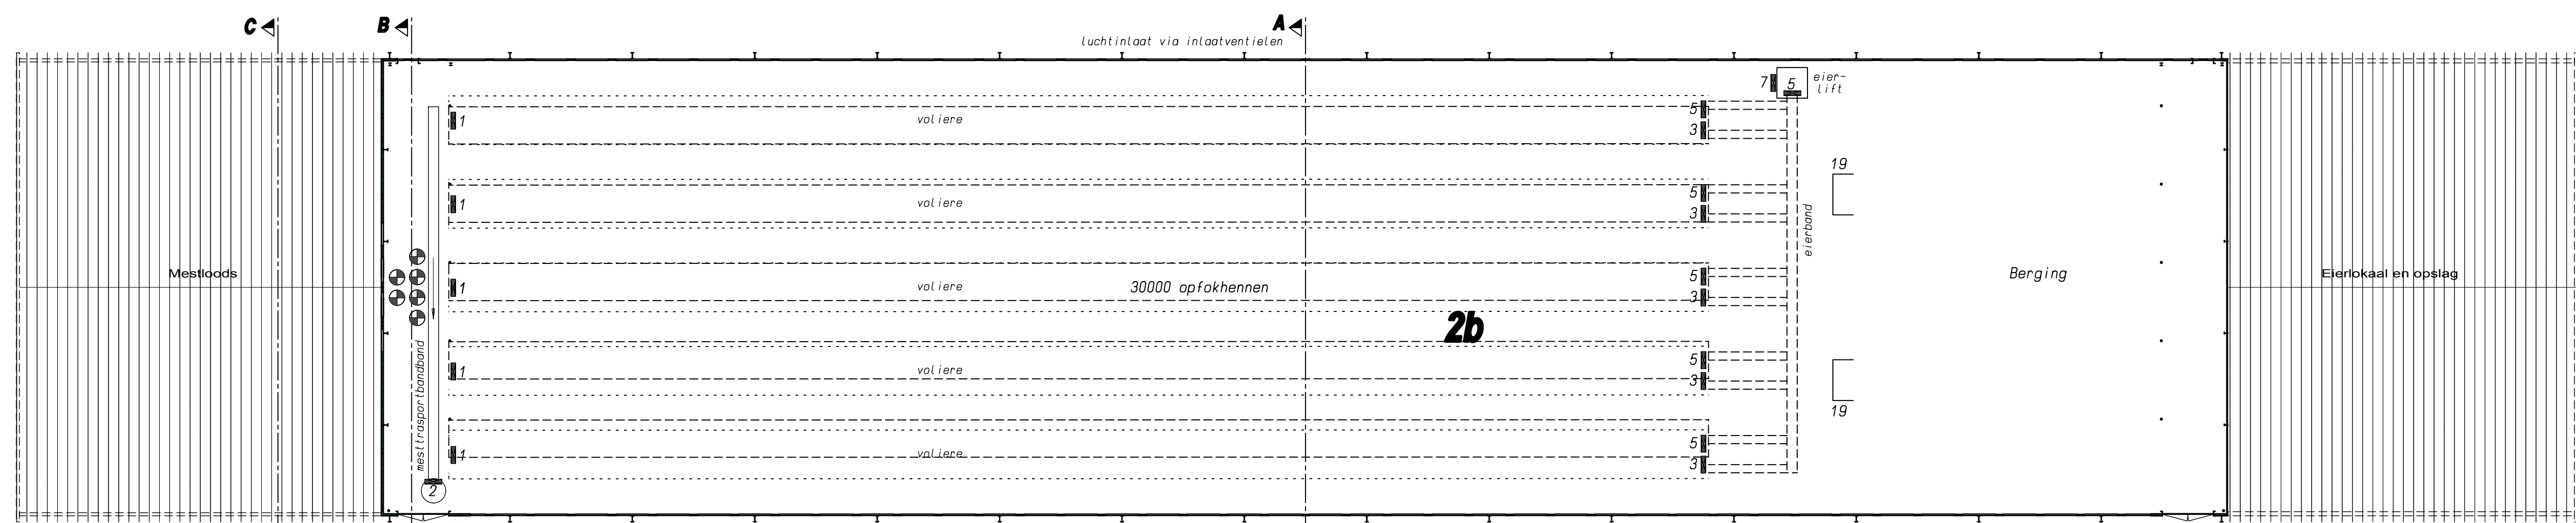 C
B
A
luchtinlaat via inlaatventielen
7
5
eier-
lift
5
1
voliere
3
19
5
1
voliere
3
eierband
Mestloods
5
1
voliere
30000 opfokhennen
3
Berging
Eierlokaal en opslag
2b
mesttrasportbandband
5
1
voliere
3
19
5
1
voliere
3
2